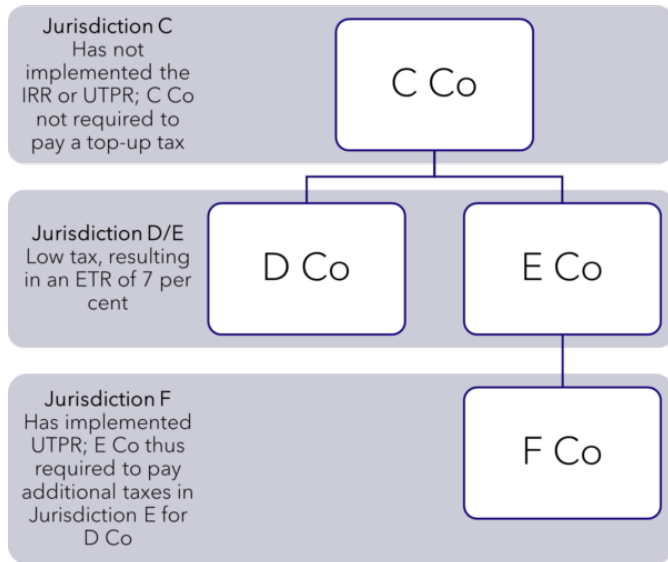 Jurisdiction C
Has not
implemented the
IRR or UTPR; C Co
not required to
pay a top-up tax
C Co
Jurisdiction D/E
Low tax, resulting
in an ETR of 7 per
cent
D Co
E Co
Jurisdiction F
Has implemented
UTPR; E Co thus
required to pay
additional taxes in
Jurisdiction E for
D Co
F Co